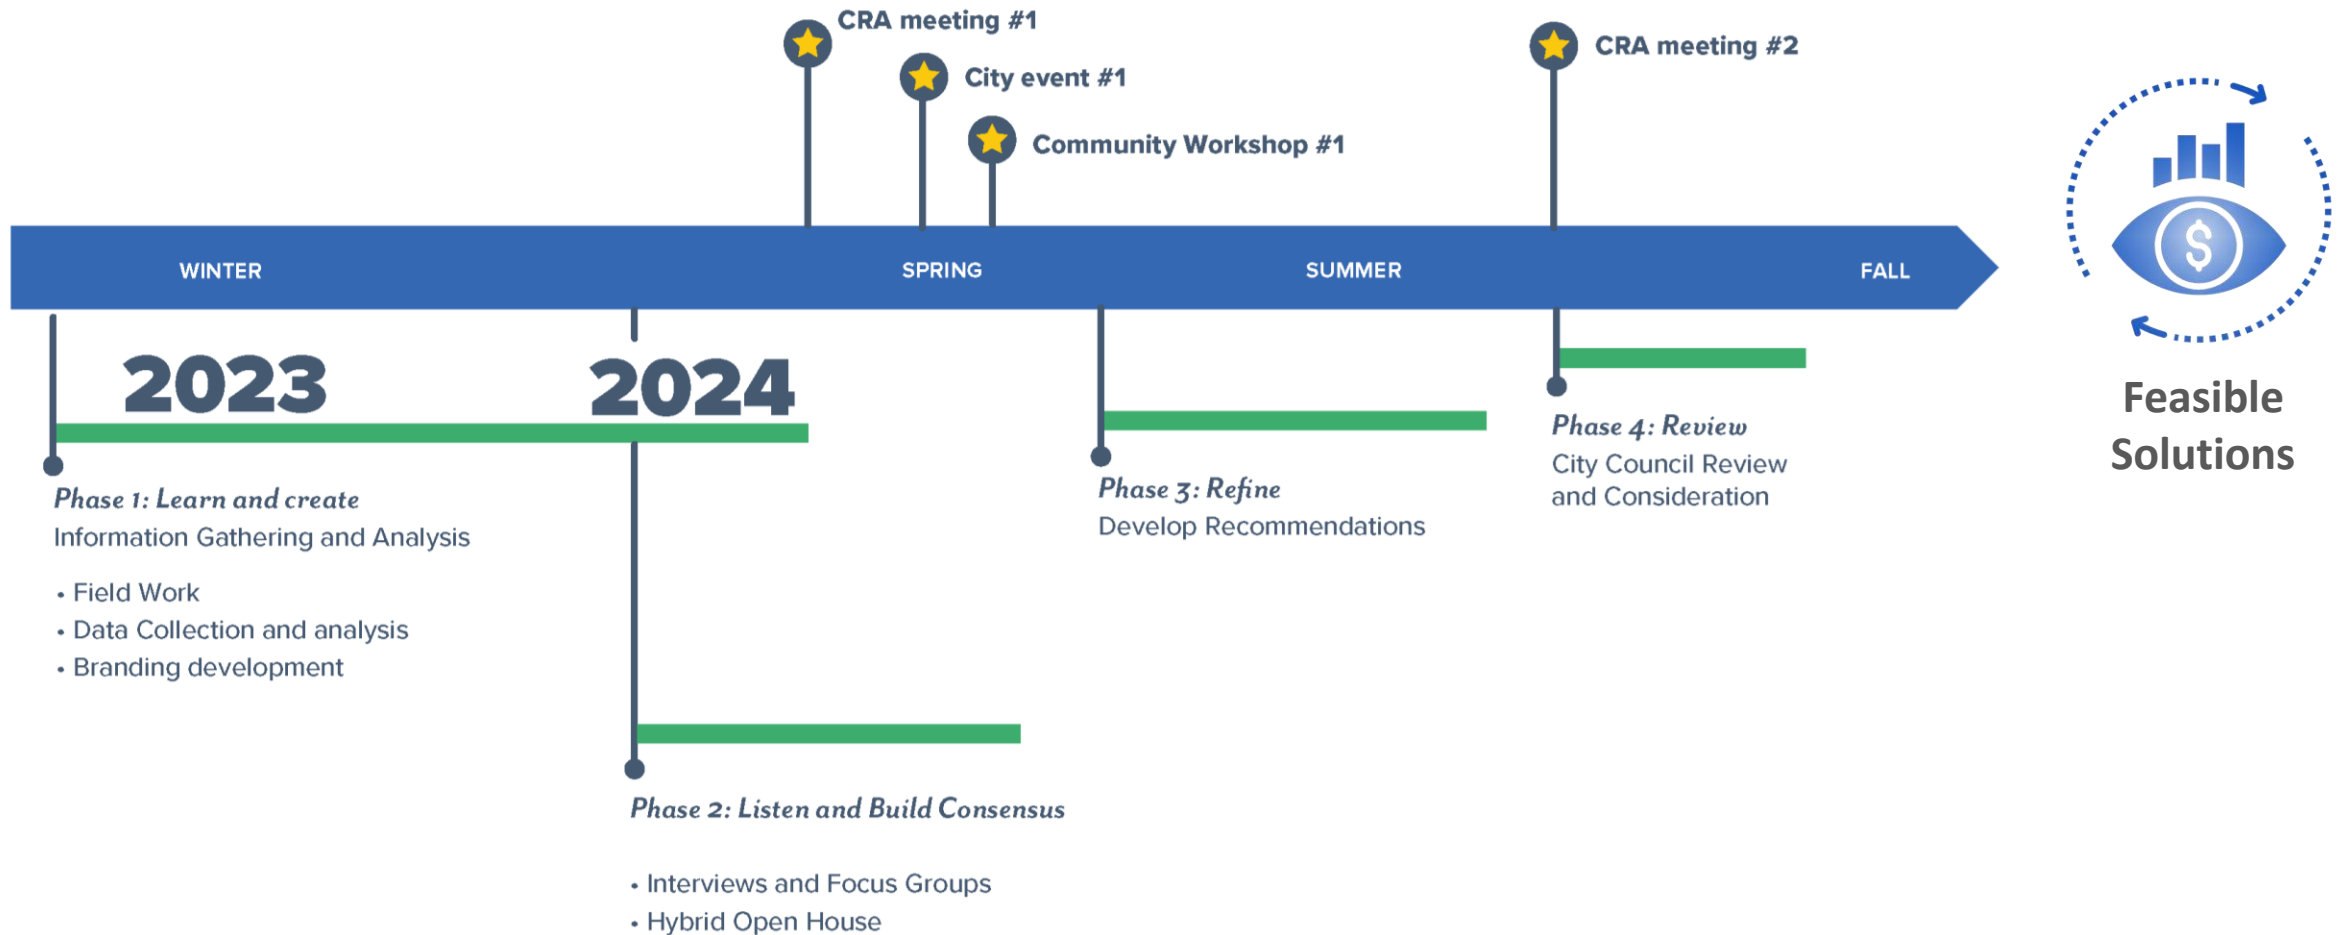 CRA meeting #1
City event #1
Community Workshop #1
CRA meeting #2
WINTER
SPRING
SUMMER
FALL
2023
2024
Phase 1: Learn and create
Information Gathering and Analysis
• Field Work
• Data Collection and analysis
• Branding development
Phase 2: Listen and Build Consensus
• Interviews and Focus Groups
• Hybrid Open House
Phase 3: Refine
Develop Recommendations
Phase 4: Review
City Council Review
and Consideration
$
Feasible
Solutions